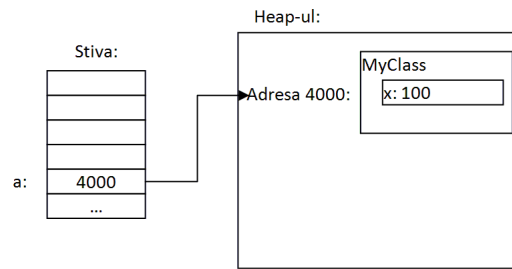 Heap-ul:
Stiva:
MyClass
Adresa 4000:
x: 100
a:
4000
...